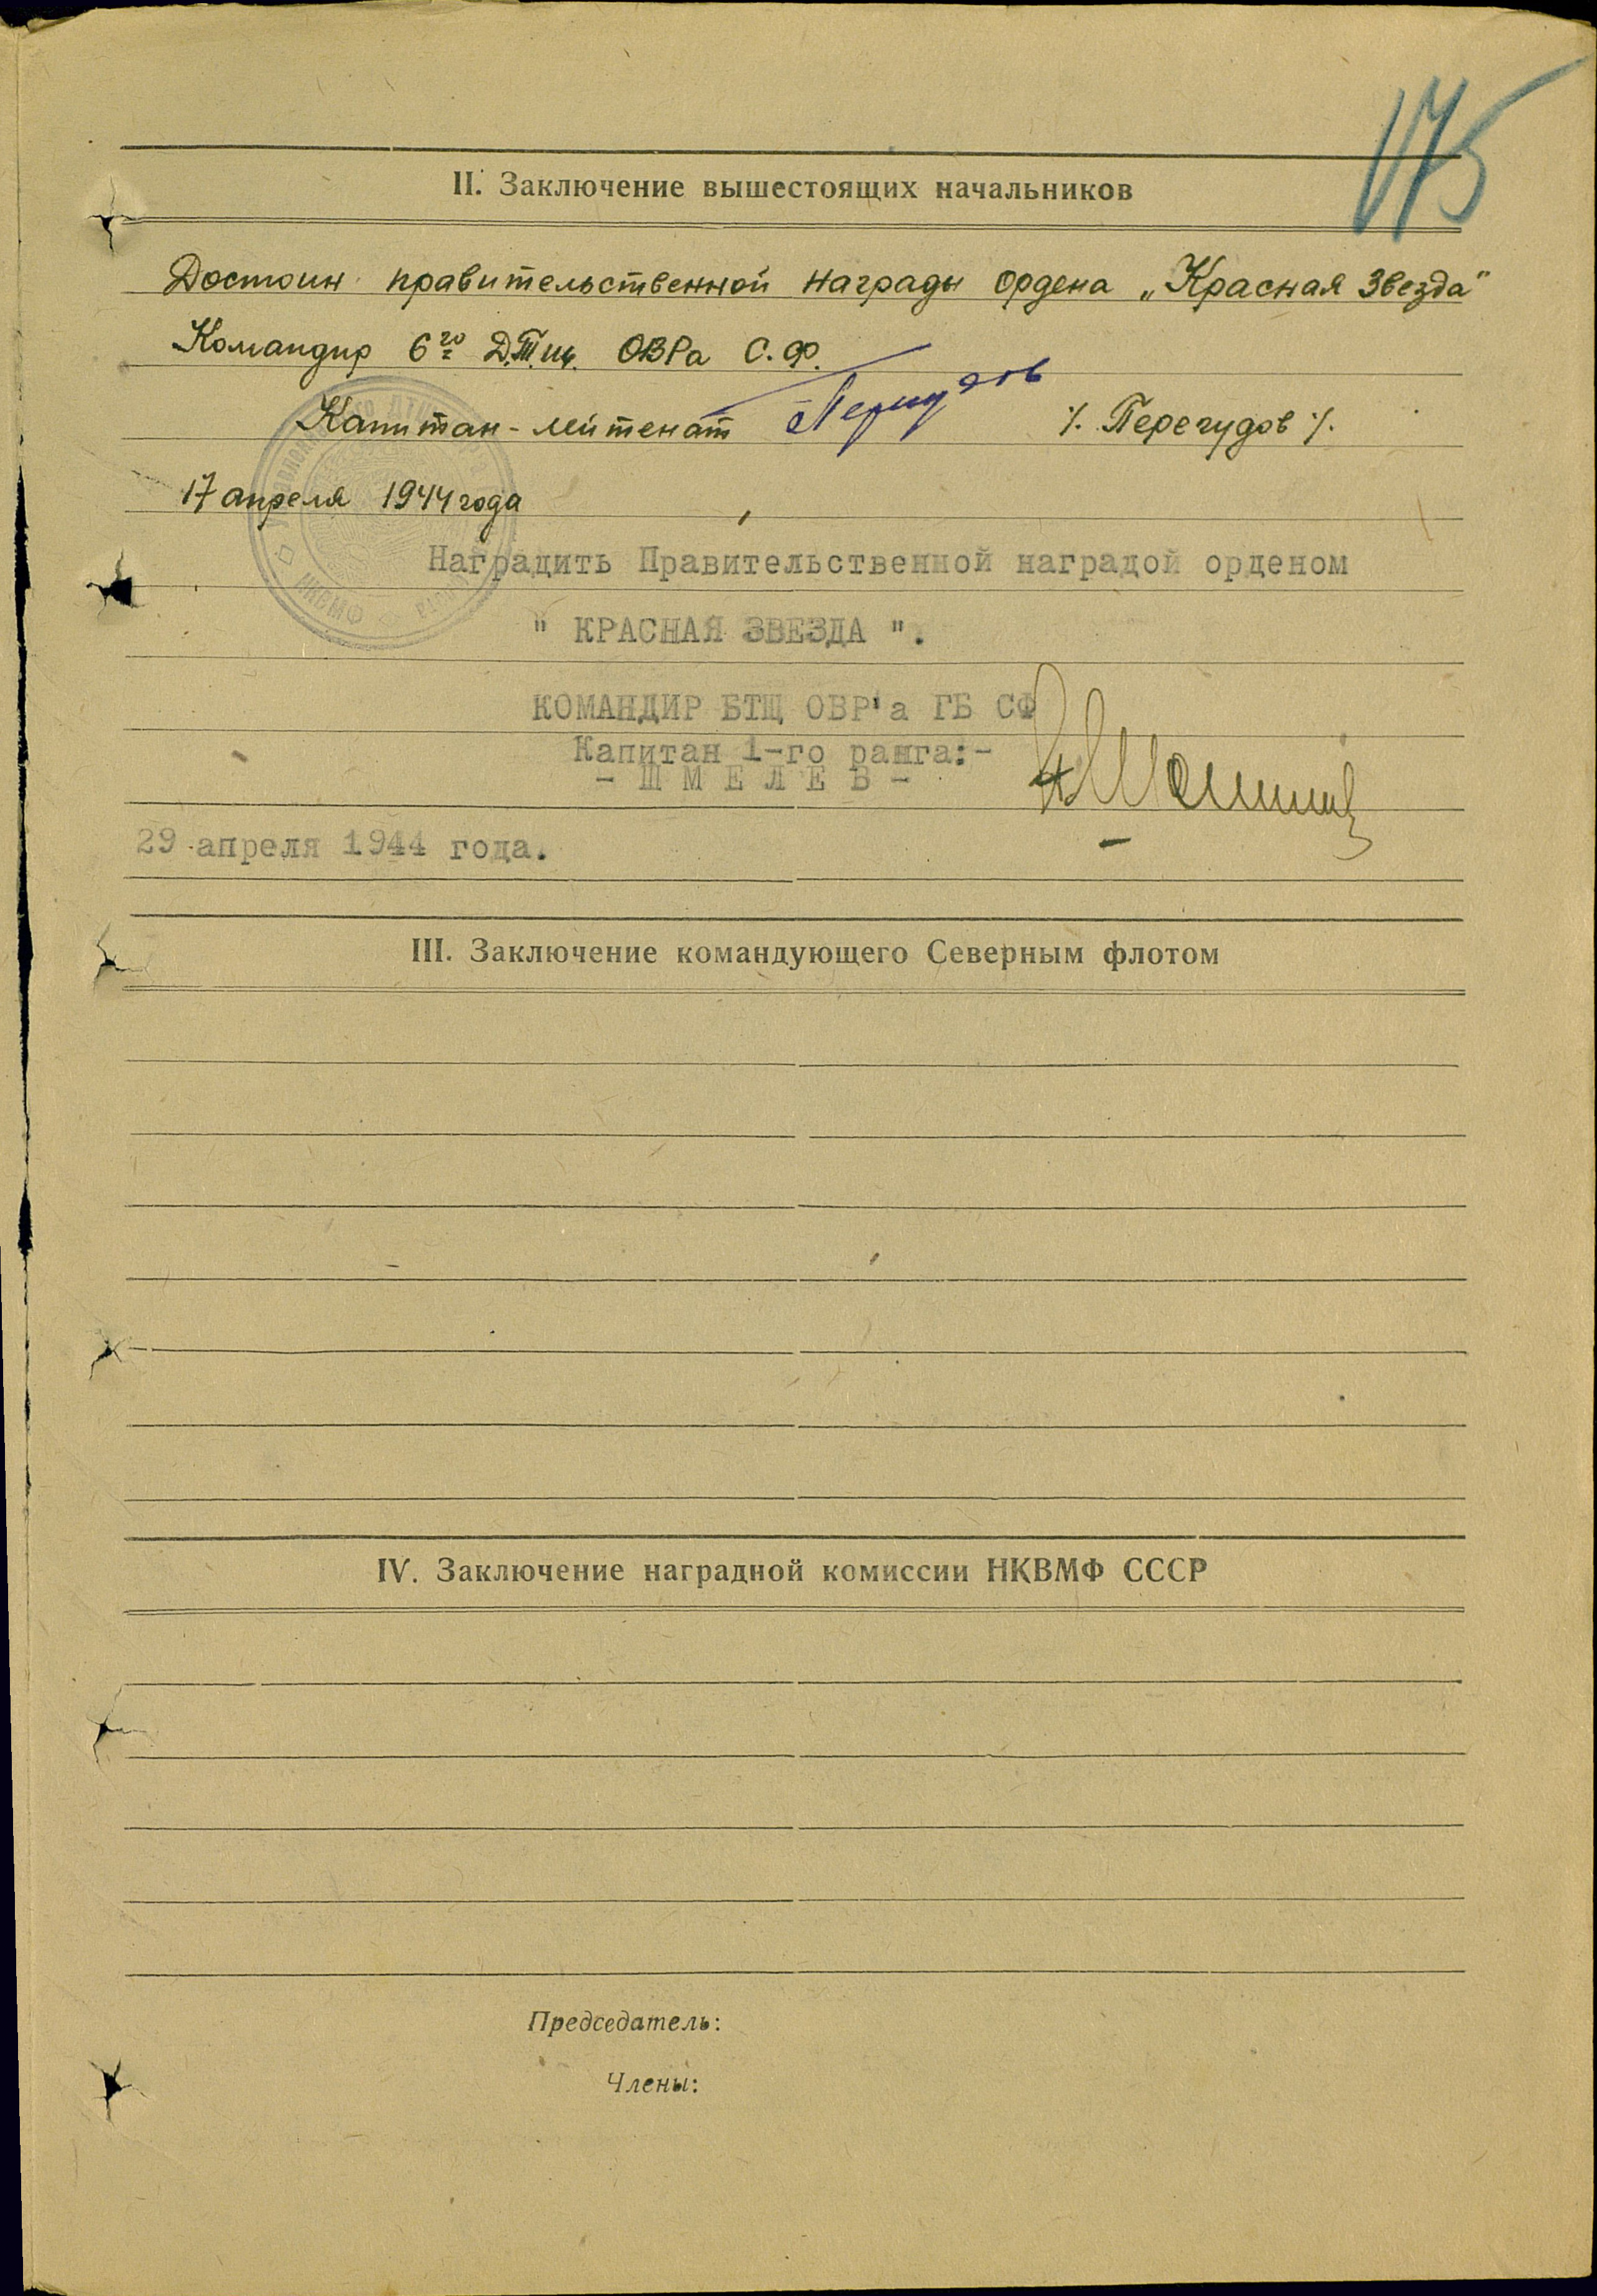 175
II. Заключение вышестоящих начальников
Достоин правительственной награды ордена „Красная Звезда"
Командир 6го Д.Тщ. ОВРа С.Ф.
Капитан-лейтенант Перегудов ⁒ Перегудов ⁒
17 апреля 1944 года
Наградить Правительственной наградой орденом
" КРАСНАЯ ЗВЕЗДА ".
КОМАНДИР БТЩ ОВР'а ГБ СФ
Капитан 1-го ранга:-
- Ш М Е Л Е В -
29 апреля 1944 года.
III. Заключение командующего Северным флотом
IV. Заключение наградной комиссии НКВМФ СССР
Председатель:
Члены: